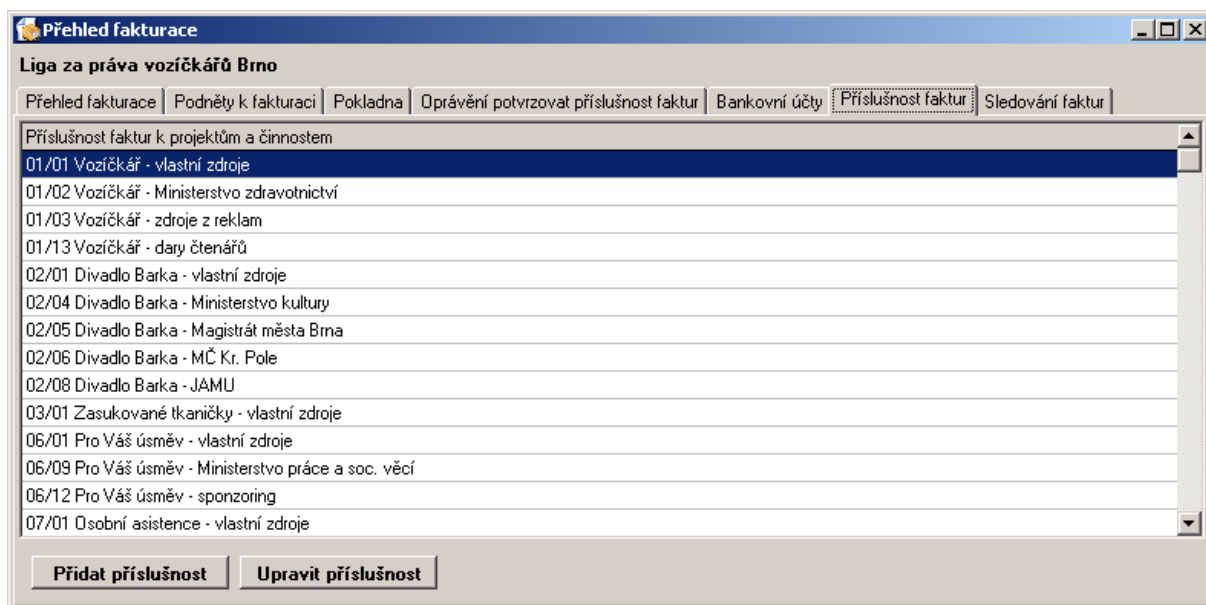 Přehled fakturace
Liga za práva vozíčkářů Brno
Přehled fakturace Podněty k fakturaci Pokladna Oprávění potvrzovat příslušnost faktur Bankovní účty Příslušnost faktur Sledování faktur
Příslušnost faktur k projektům a činnostem
01/01 Vozíčkář - vlastní zdroje
01/02 Vozíčkář - Ministerstvo zdravotnictví
01/03 Vozíčkář - zdroje z reklam
01/13 Vozíčkář - dary čtenářů
02/01 Divadlo Barka - vlastní zdroje
02/04 Divadlo Barka - Ministerstvo kultury
02/05 Divadlo Barka - Magistrát města Brna
02/06 Divadlo Barka - MČ Kr. Pole
02/08 Divadlo Barka - JAMU
03/01 Zasukované tkaničky - vlastní zdroje
06/01 Pro Váš úsměv - vlastní zdroje
06/09 Pro Váš úsměv - Ministerstvo práce a soc. věcí
06/12 Pro Váš úsměv - sponzoring
07/01 Osobní asistence - vlastní zdroje
Přidat příslušnost Upravit příslušnost